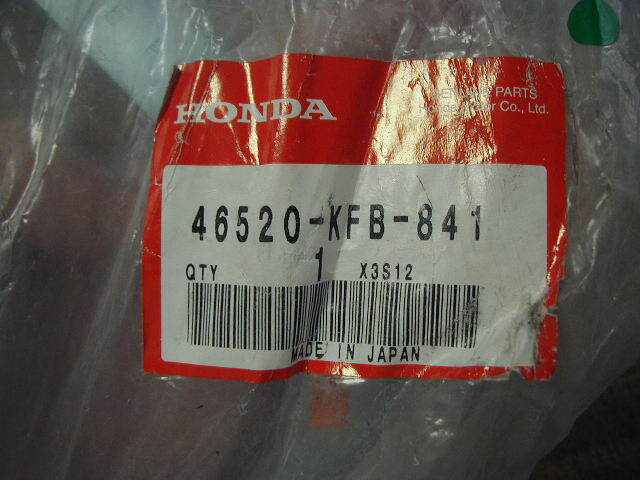 HONDA
PARTS
Co., Ltd.
46520-KFB-841
QTY 1 X3S12
MADE IN JAPAN